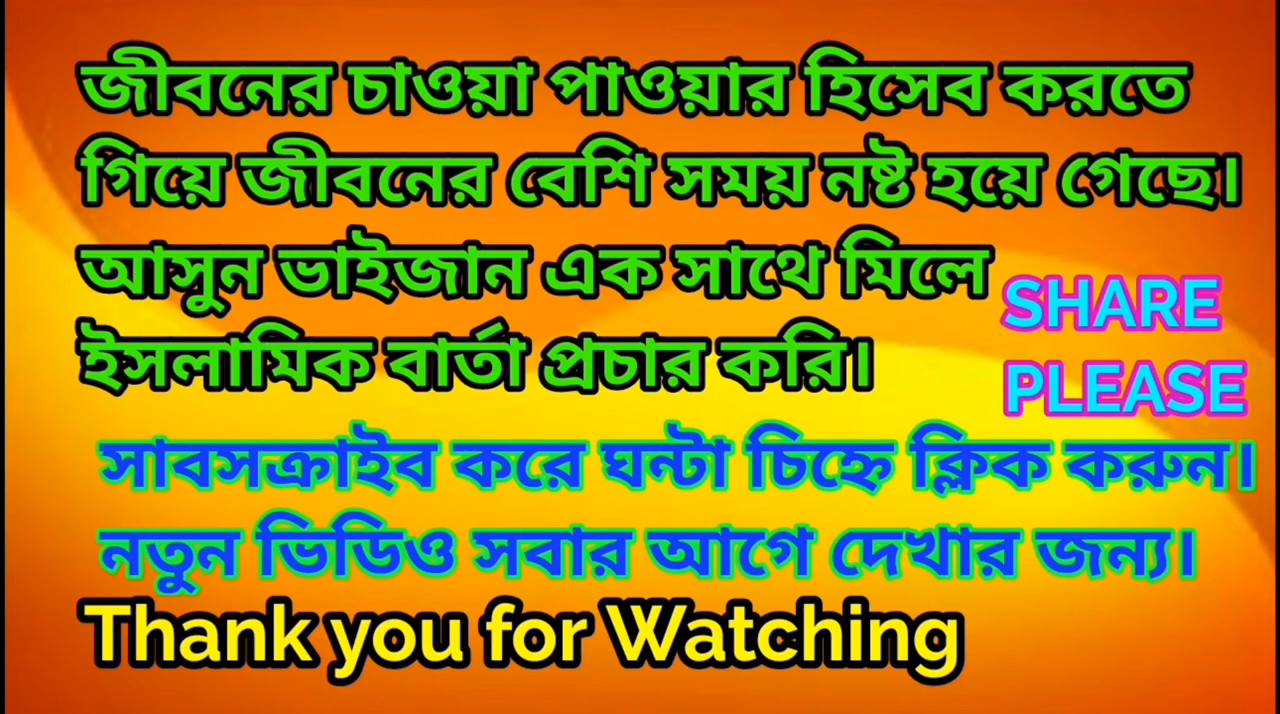 জীবনের চাওয়া পাওয়ার হিসেব করতে
গিয়ে জীবনের বেশি সময় নষ্ট হয়ে গেছে।
আসুন ভাইজান এক সাথে মিলে
ইসলামিক বার্তা প্রচার করি।
SHARE
PLEASE
সাবসক্রাইব করে ঘন্টা চিহ্নে ক্লিক করুন।
নতুন ভিডিও সবার আগে দেখার জন্য।
Thank you for Watching